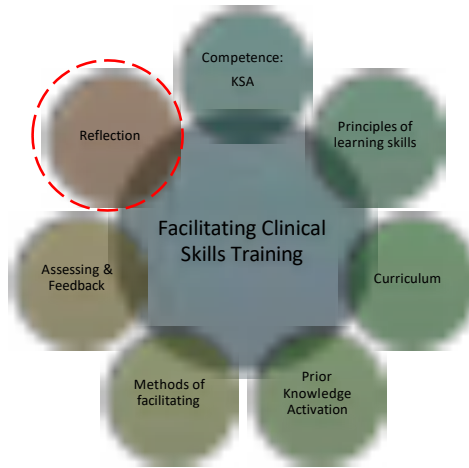 Competence:
KSA
Principles of
learning skills
Curriculum
Prior
Knowledge
Activation
Methods of
facilitating
Assessing &
Feedback
Reflection
Facilitating Clinical
Skills Training